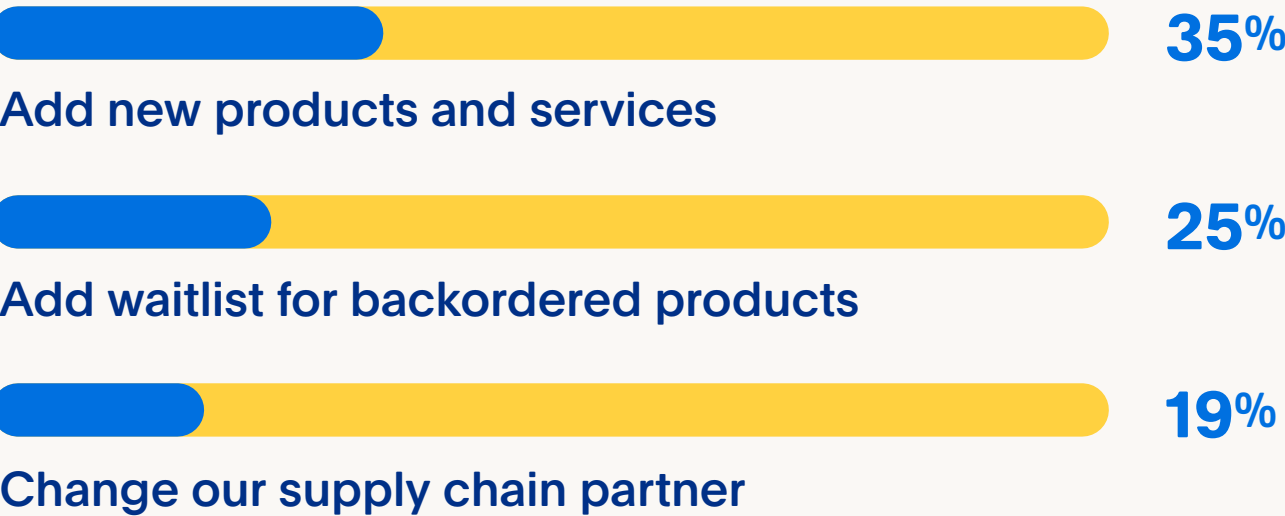 35%
Add new products and services
25%
Add waitlist for backordered products
19%
Change our supply chain partner